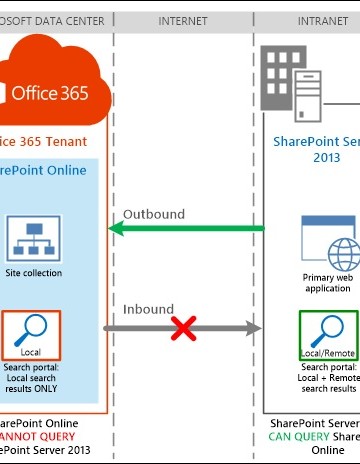 OSOFT DATA CENTER
INTERNET
INTRANET
Office 365
ice 365 Tenant
SharePoint Serv
2013
rePoint Online
Outbound
Site collection
Primary web
application
Inbound
Local
Local/Remote
Search portal:
Local search
results ONLY
Search portal:
Local + Remote
search results
arePoint Online
ANNOT QUERY
ePoint Server 2013
SharePoint Server
CAN QUERY Share
Online